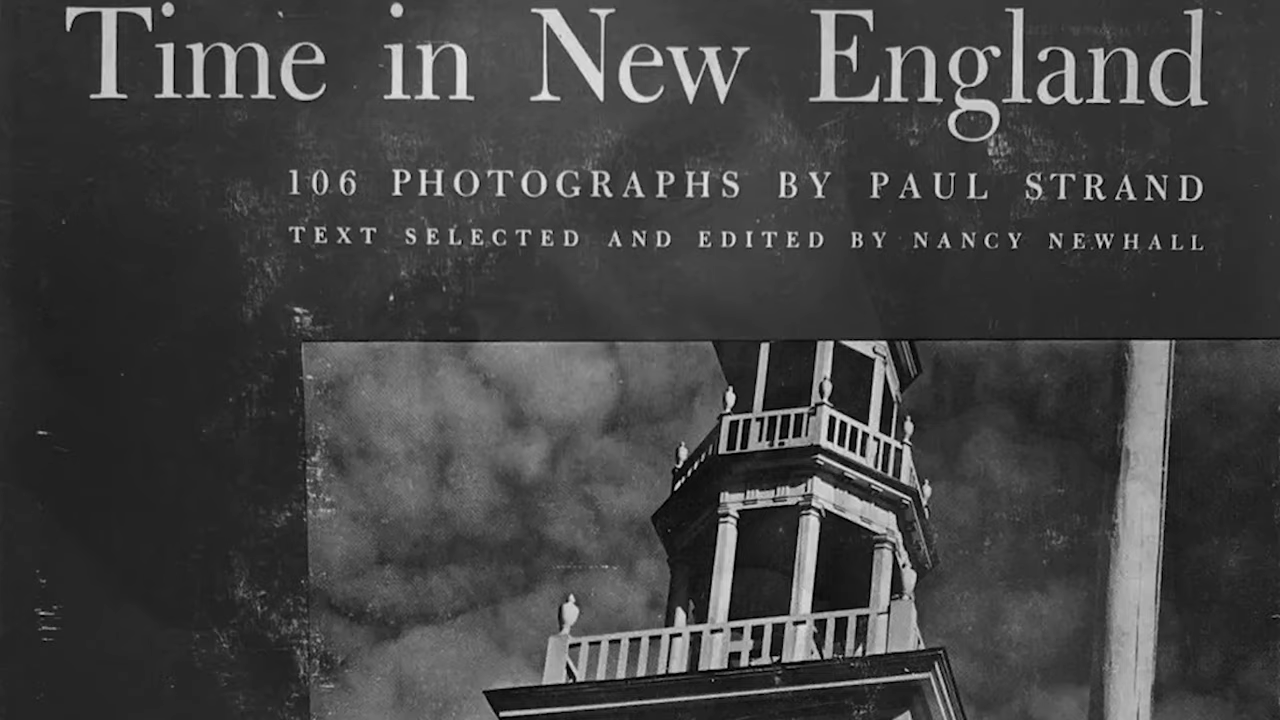 Time in New England
106 PHOTOGRAPHS BY PAUL STRAND
TEXT SELECTED AND EDITED BY NANCY NEWHALL